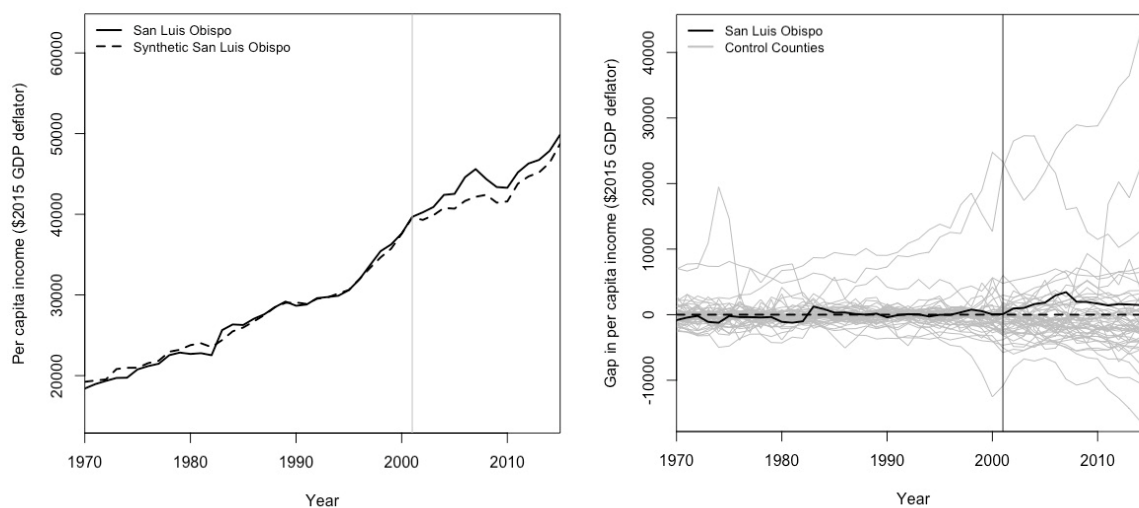 San Luis Obispo
Synthetic San Luis Obispo
Per capita income ($2015 GDP deflator)
60000
50000
40000
30000
20000
1970
1980
1990
2000
2010
Year
San Luis Obispo
Control Counties
Gap in per capita income ($2015 GDP deflator)
40000
30000
20000
10000
0
-10000
1970
1980
1990
2000
2010
Year